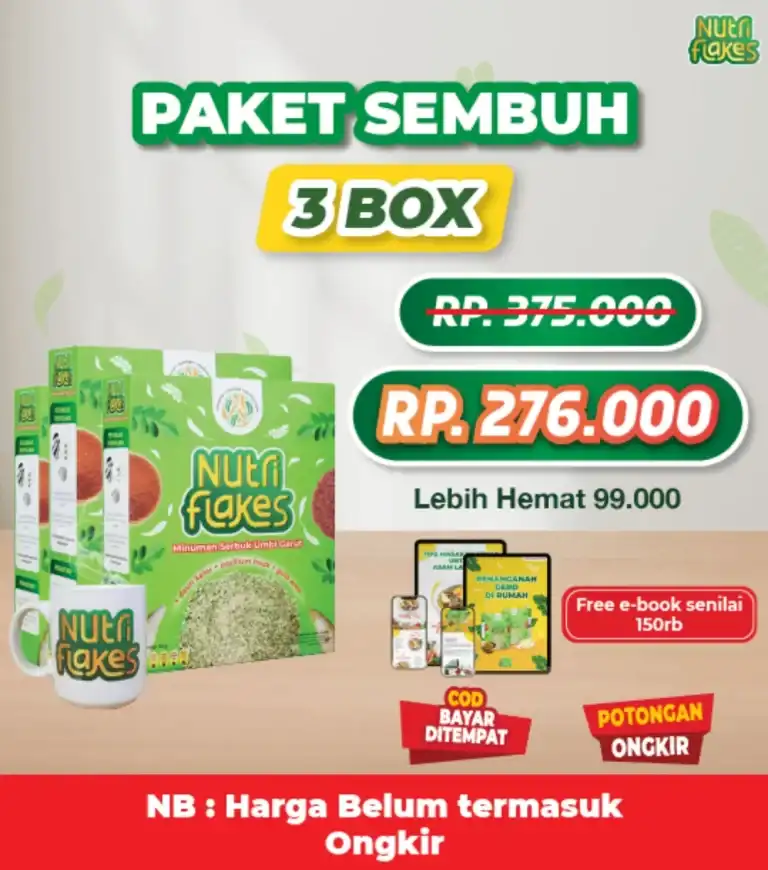 Nutri
flakes
PAKET SEMBUH
3 BOX
RP. 375.000
RP. 276.000
Lebih Hemat 99.000
Nutri
flakes
Minuman Serbuk Umbi Garut
Nutri
flakes
PENANGANAN
GERD
DI RUMAH
Free e-book senilai
150rb
COD
BAYAR
DITEMPAT
POTONGAN
ONGKIR
NB : Harga Belum termasuk
Ongkir